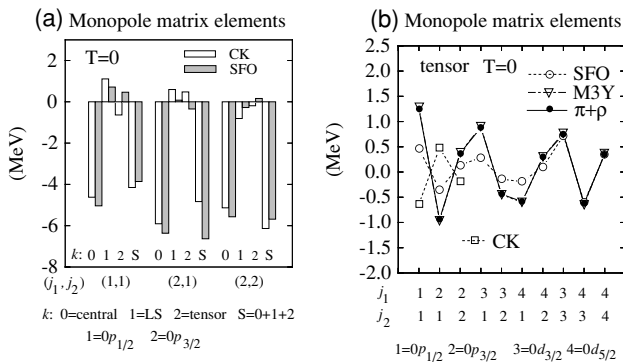 (a) Monopole matrix elements
6
T=0
CK
SFO
4
2
0
-2
-4
-6
-8
(MeV)
k: 0 1 2 S 0 1 2 S 0 1 2 S
(j1, j2) (1,1) (2,1) (2,2)
k: 0=central 1=LS 2=tensor S=0+1+2
1=0p1/2 2=0p3/2
(b) Monopole matrix elements
2.5
2.0
1.5
1.0
0.5
0.0
-0.5
-1.0
-1.5
-2.0
(MeV)
tensor T=0
SFO
M3Y
π+ρ
CK
j1 1 2 2 3 3 4 4 3 4 4
j2 1 1 2 1 2 1 2 3 3 4
1=0p1/2 2=0p3/2 3=0d3/2 4=0d5/2